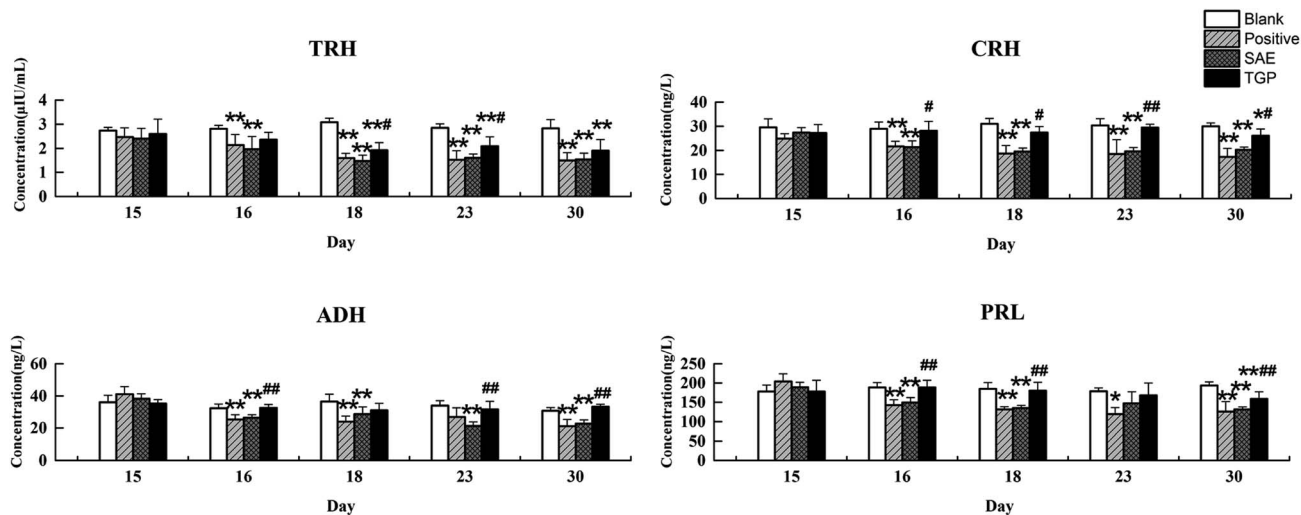 Blank
Positive
SAE
TGP
TRH
Concentration(μIU/mL)
4
3
2
1
0
** **
** ** **#
** ** **#
** ** **
15 16 18 23 30
Day
CRH
Concentration(ng/L)
40
30
20
10
0
** ** #
** ** #
** ** ##
** ** *#
15 16 18 23 30
Day
ADH
Concentration(ng/L)
60
40
20
0
** ** ##
** **
** ##
** ** ##
15 16 18 23 30
Day
PRL
Concentration(ng/L)
250
200
150
100
50
0
** ** ##
** ** ##
*
** ** **##
15 16 18 23 30
Day